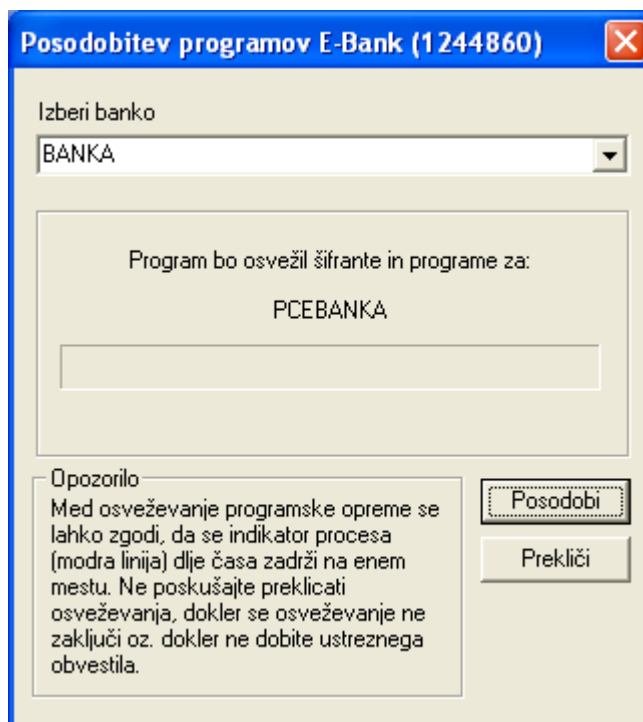 Posodobitev programov E-Bank (1244860)
Izberi banko
BANKA
Program bo osvežil šifrante in programe za:
PCEBANKA
Opozorilo
Med osveževanje programske opreme se
lahko zgodi, da se indikator procesa
(modra linija) dlje časa zadrži na enem
mestu. Ne poskušajte preklicati
osveževanja, dokler se osveževanje ne
zaključi oz. dokler ne dobite ustreznega
obvestila.
Posodobi
Prekliči